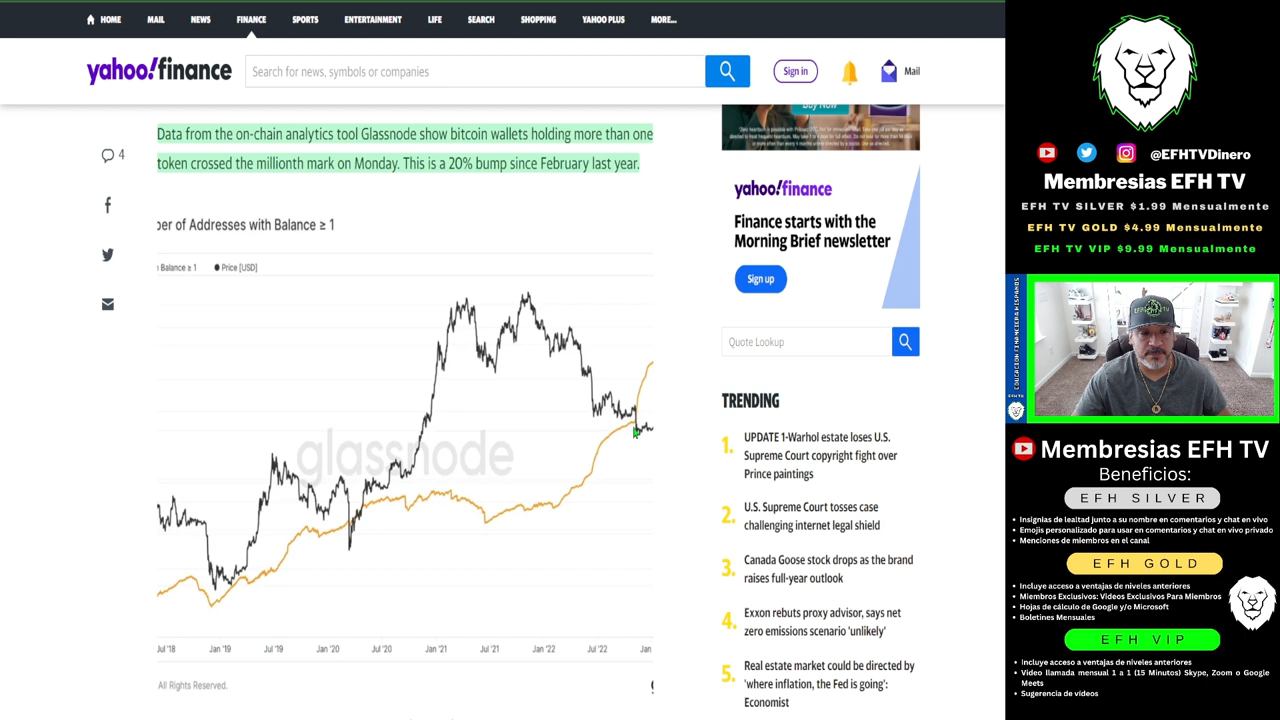 HOME MAIL NEWS FINANCE SPORTS ENTERTAINMENT LIFE SEARCH SHOPPING YAHOO PLUS MORE...
yahoo!finance
Search for news, symbols or companies
Sign in
Mail
4
Data from the on-chain analytics tool Glassnode show bitcoin wallets holding more than one
token crossed the millionth mark on Monday. This is a 20% bump since February last year.
ber of Addresses with Balance ≥ 1
Balance ≥ 1 Price [USD]
glassnode
Jul '18 Jan '19 Jul '19 Jan '20 Jul '20 Jan '21 Jul '21 Jan '22 Jul '22 Jan
All Rights Reserved.
Buy Now
yahoo!finance
Finance starts with the
Morning Brief newsletter
Sign up
Quote Lookup
TRENDING
1. UPDATE 1-Warhol estate loses U.S.
Supreme Court copyright fight over
Prince paintings
2. U.S. Supreme Court tosses case
challenging internet legal shield
3. Canada Goose stock drops as the brand
raises full-year outlook
4. Exxon rebuts proxy advisor, says net
zero emissions scenario 'unlikely'
5. Real estate market could be directed by
'where inflation, the Fed is going':
Economist
@EFHTVDinero
Membresias EFH TV
EFH TV SILVER $1.99 Mensualmente
EFH TV GOLD $4.99 Mensualmente
EFH TV VIP $9.99 Mensualmente
EDUCACION FINANCIERA HISPANOS
EFH TV
Membresias EFH TV
Beneficios:
EFH SILVER
• Insignias de lealtad junto a su nombre en comentarios y chat en vivo
• Emojis personalizado para usar en comentarios y chat en vivo privado
• Menciones de miembros en el canal
EFH GOLD
• Incluye acceso a ventajas de niveles anteriores
• Miembros Exclusivos: Videos Exclusivos Para Miembros
• Hojas de cálculo de Google y/o Microsoft
• Boletines Mensuales
EFH VIP
• Incluye acceso a ventajas de niveles anteriores
• Video llamada mensual 1 a 1 (15 Minutos) Skype, Zoom o Google
Meets
• Sugerencia de vídeos